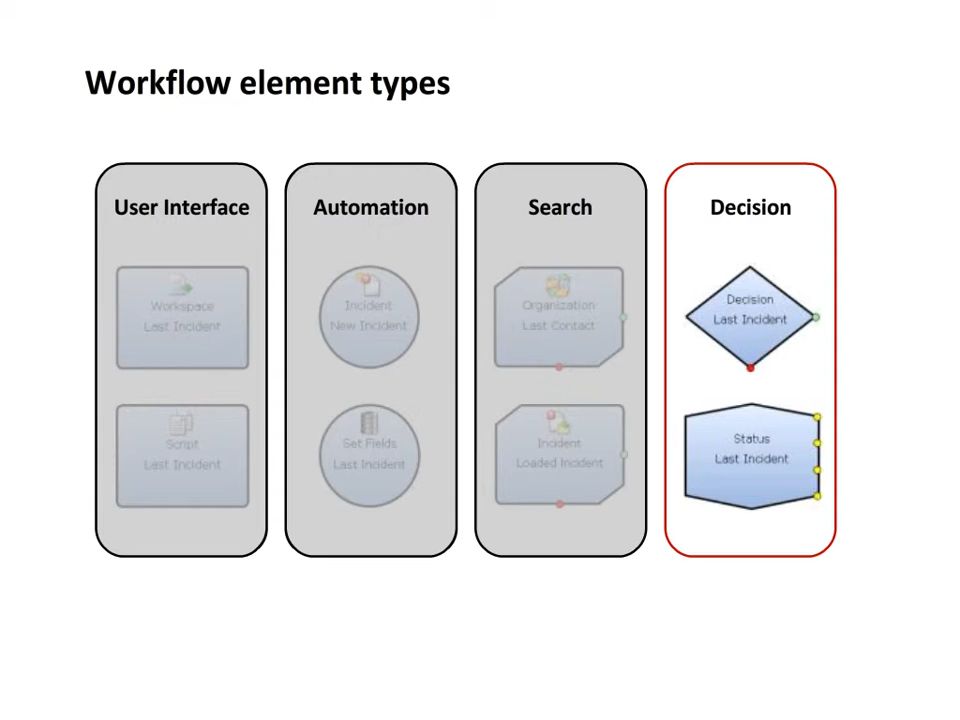 Workflow element types
User Interface
Workspace
Last Incident
Script
Last Incident
Automation
Incident
New Incident
Set Fields
Last Incident
Search
Organization
Last Contact
Incident
Loaded Incident
Decision
Decision
Last Incident
Status
Last Incident